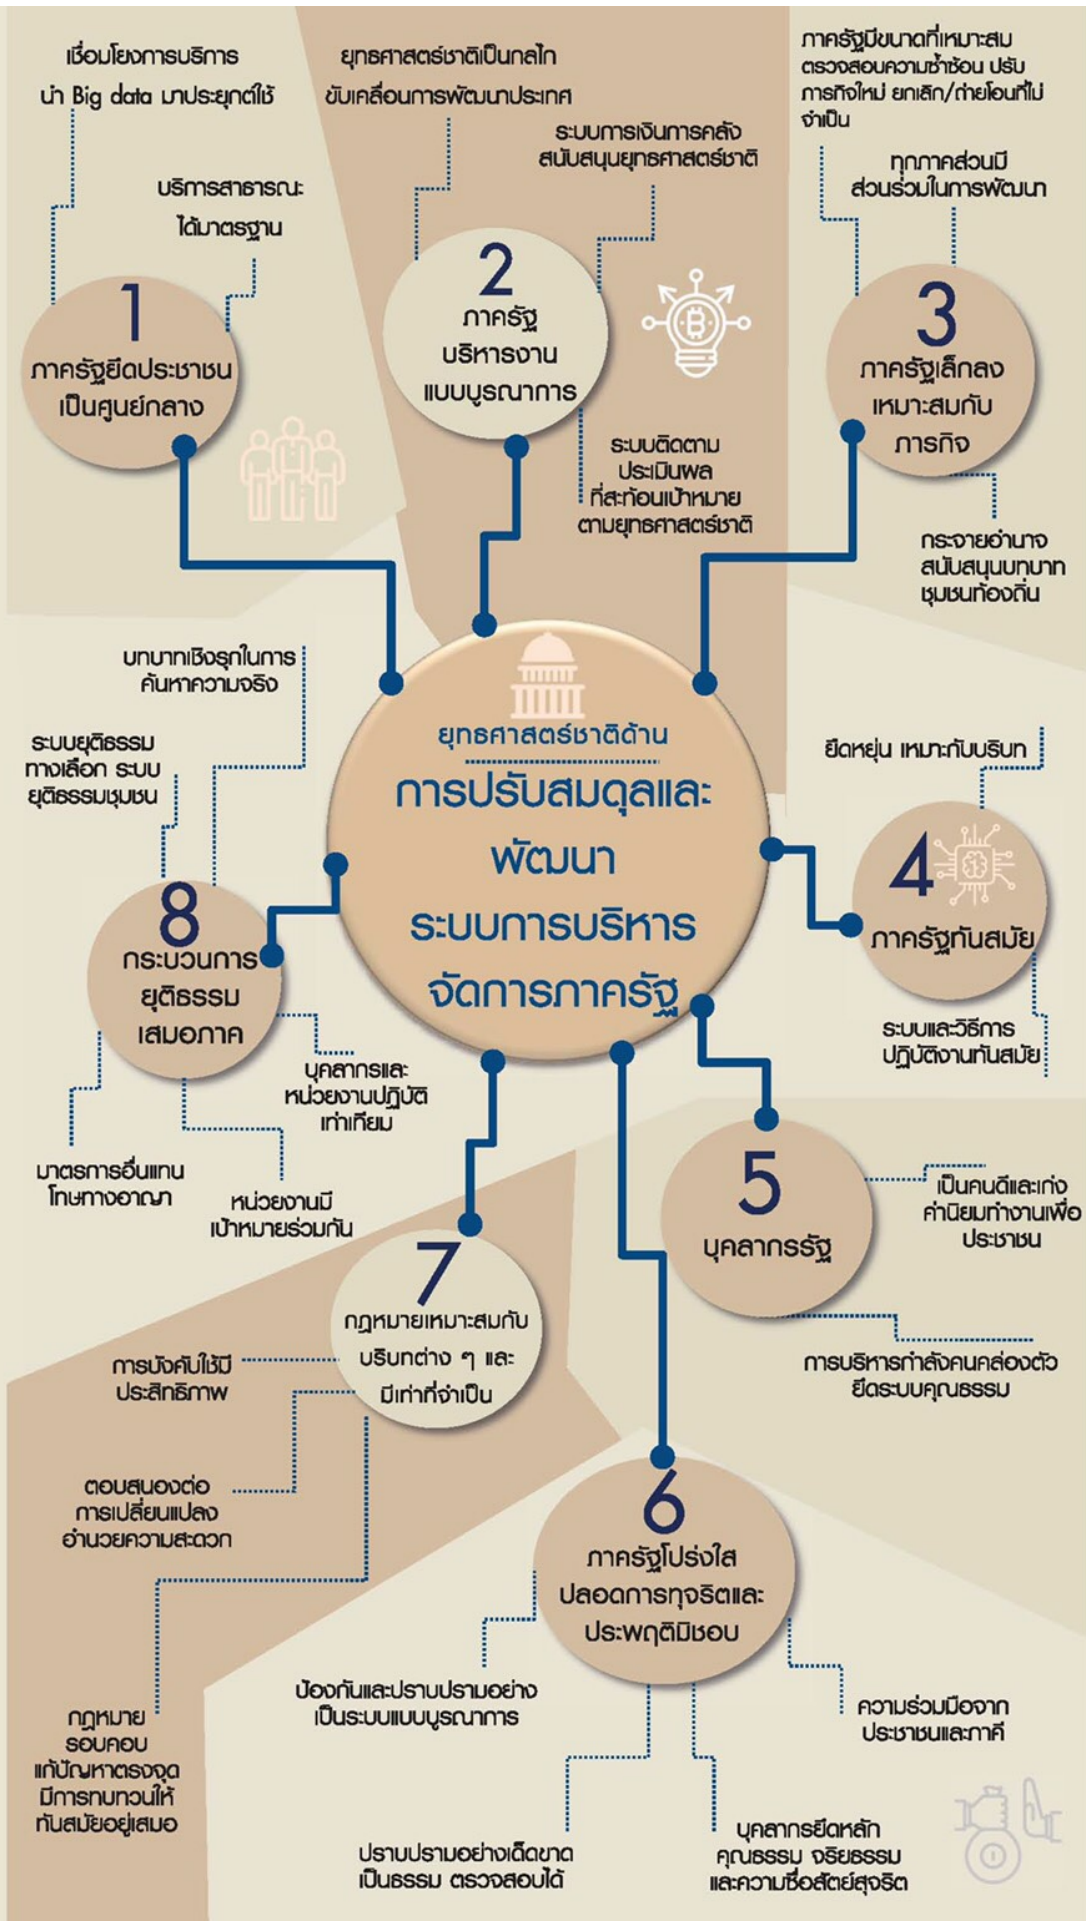 เชื่อมโยงการบริการ
นำ Big data มาประยุกต์ใช้
บริการสาธารณะ
ได้มาตรฐาน
1
ภาครัฐยึดประชาชน
เป็นศูนย์กลาง
ยุทธศาสตร์ชาติเป็นกลไก
ขับเคลื่อนการพัฒนาประเทศ
ระบบการเงินการคลัง
สนับสนุนยุทธศาสตร์ชาติ
2
ภาครัฐ
บริหารงาน
แบบบูรณาการ
ระบบติดตาม
ประเมินผล
ที่สะท้อนเป้าหมาย
ตามยุทธศาสตร์ชาติ
ภาครัฐมีขนาดที่เหมาะสม
ตรวจสอบความซ้ำซ้อน ปรับ
ภารกิจใหม่ ยกเลิก/ถ่ายโอนที่ไม่
จำเป็น
ทุกภาคส่วนมี
ส่วนร่วมในการพัฒนา
3
ภาครัฐเล็กลง
เหมาะสมกับ
ภารกิจ
กระจายอำนาจ
สนับสนุนบทบาท
ชุมชนท้องถิ่น
ยุทธศาสตร์ชาติด้าน
การปรับสมดุลและ
พัฒนา
ระบบการบริหาร
จัดการภาครัฐ
ยืดหยุ่น เหมาะกับบริบท
4
ภาครัฐทันสมัย
ระบบและวิธีการ
ปฏิบัติงานทันสมัย
5
บุคลากรรัฐ
เป็นคนดีและเก่ง
ค่านิยมทำงานเพื่อ
ประชาชน
การบริหารกำลังคนคล่องตัว
ยึดระบบคุณธรรม
6
ภาครัฐโปร่งใส
ปลอดการทุจริตและ
ประพฤติมิชอบ
ป้องกันและปราบปรามอย่าง
เป็นระบบแบบบูรณาการ
ความร่วมมือจาก
ประชาชนและภาคี
ปราบปรามอย่างเด็ดขาด
เป็นธรรม ตรวจสอบได้
บุคลากรยึดหลัก
คุณธรรม จริยธรรม
และความซื่อสัตย์สุจริต
7
กฎหมายเหมาะสมกับ
บริบทต่าง ๆ และ
มีเท่าที่จำเป็น
การบังคับใช้มี
ประสิทธิภาพ
ตอบสนองต่อ
การเปลี่ยนแปลง
อำนวยความสะดวก
กฎหมาย
รอบคอบ
แก้ปัญหาตรงจุด
มีการทบทวนให้
ทันสมัยอยู่เสมอ
บทบาทเชิงรุกในการ
ค้นหาความจริง
ระบบยุติธรรม
ทางเลือก ระบบ
ยุติธรรมชุมชน
8
กระบวนการ
ยุติธรรม
เสมอภาค
บุคลากรและ
หน่วยงานปฏิบัติ
เท่าเทียม
มาตรการอื่นแทน
โทษทางอาญา
หน่วยงานมี
เป้าหมายร่วมกัน